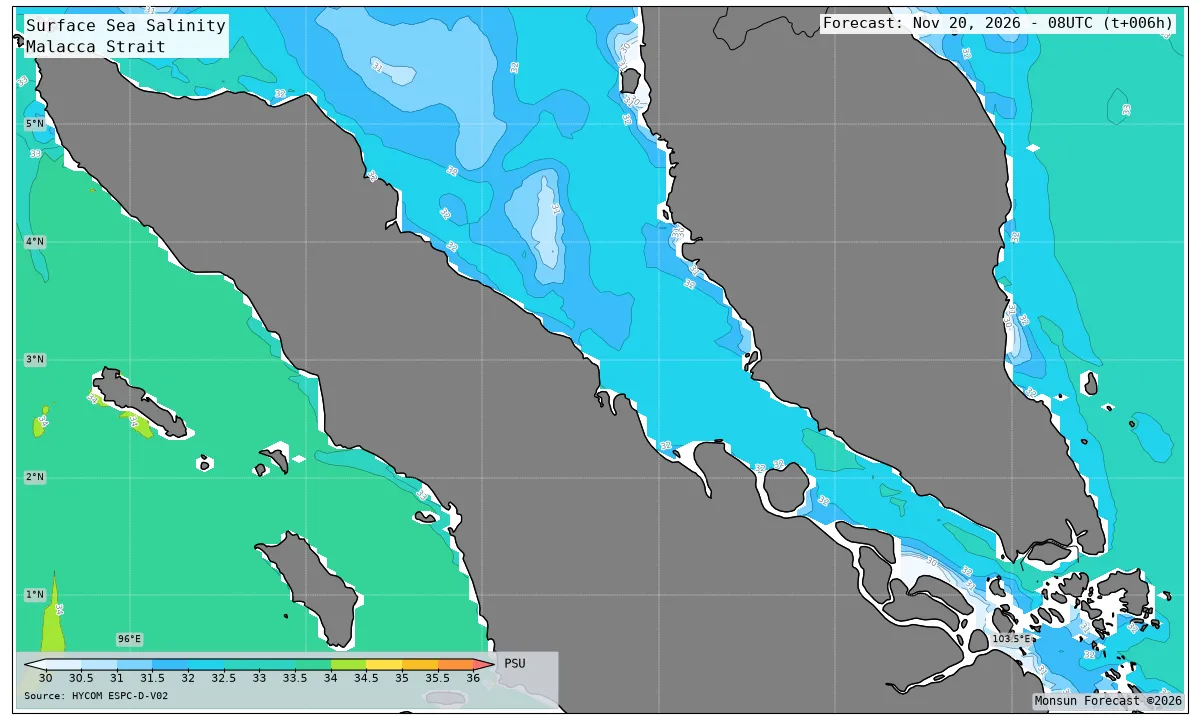 Surface Sea Salinity
Malacca Strait
Forecast: Nov 20, 2026 - 08UTC (t+006h)
5°N
4°N
3°N
2°N
1°N
96°E
103.5°E
PSU
30 30.5 31 31.5 32 32.5 33 33.5 34 34.5 35 35.5 36
Source: HYCOM ESPC-D-V02
Monsun Forecast ©2026